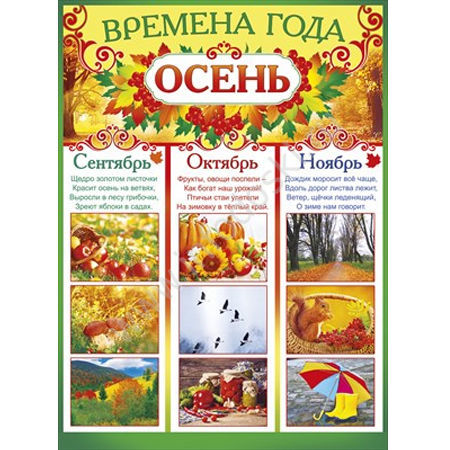 ВРЕМЕНА ГОДА
ОСЕНЬ
Сентябрь
Щедро золотом листочки
Красит осень на ветвях,
Выросли в лесу грибочки,
Зреют яблоки в садах.
Октябрь
Фрукты, овощи поспели –
Как богат наш урожай!
Птичьи стаи улетели
На зимовку в тёплый край.
Ноябрь
Дождик моросит всё чаще,
Вдоль дорог листва лежит,
Ветер, щёчки леденящий,
О зиме нам говорит.